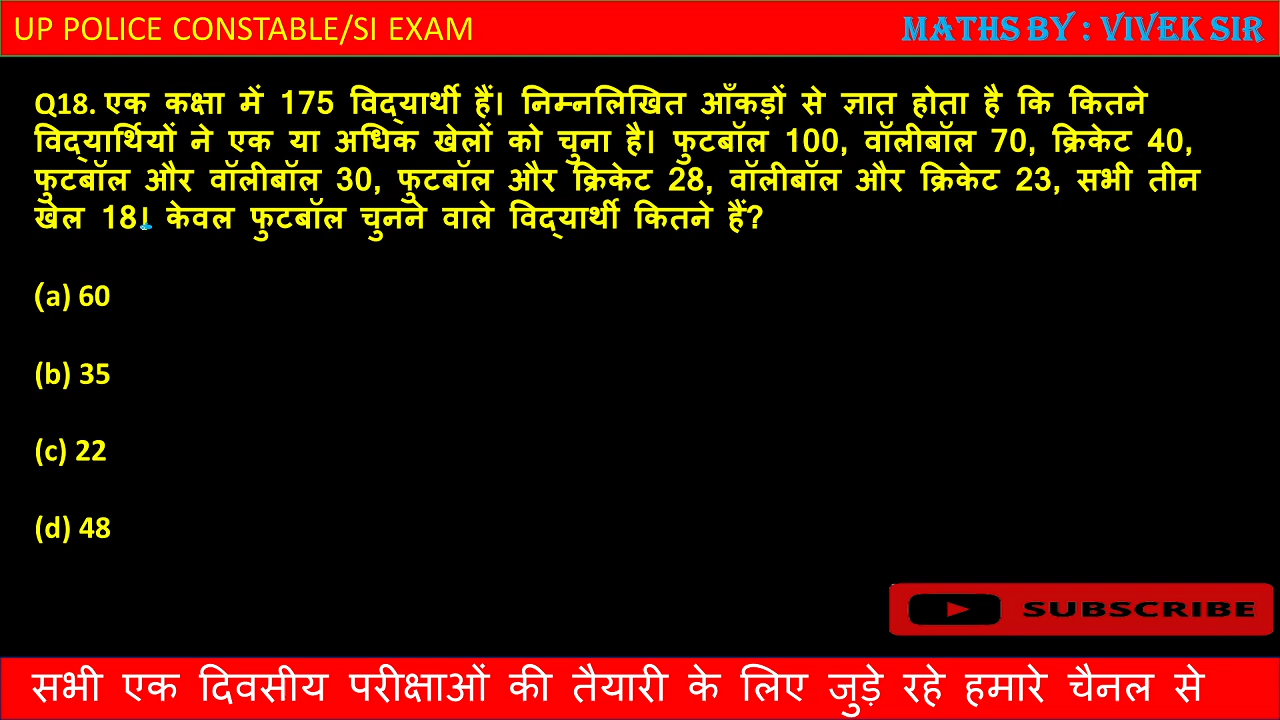 UP POLICE CONSTABLE/SI EXAM
MATHS BY : VIVEK SIR
Q18. एक कक्षा में 175 विद्यार्थी हैं। निम्नलिखित आँकड़ों से ज्ञात होता है कि कितने
विद्यार्थियों ने एक या अधिक खेलों को चुना है। फुटबॉल 100, वॉलीबॉल 70, क्रिकेट 40,
फुटबॉल और वॉलीबॉल 30, फुटबॉल और क्रिकेट 28, वॉलीबॉल और क्रिकेट 23, सभी तीन
खेल 18। केवल फुटबॉल चुनने वाले विद्यार्थी कितने हैं?
(a) 60
(b) 35
(c) 22
(d) 48
SUBSCRIBE
सभी एक दिवसीय परीक्षाओं की तैयारी के लिए जुड़े रहे हमारे चैनल से